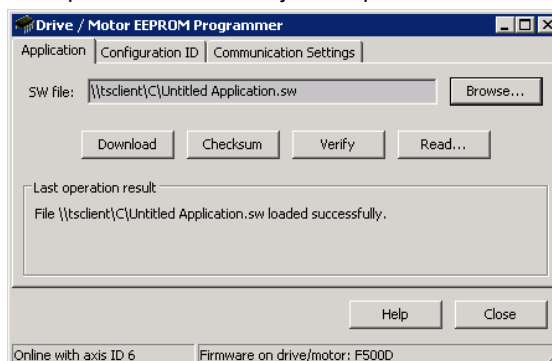 Drive / Motor EEPROM Programmer
Application Configuration ID Communication Settings
SW file: \\tsclient\C\Untitled Application.sw Browse...
Download Checksum Verify Read...
Last operation result
File \\tsclient\C\Untitled Application.sw loaded successfully.
Help Close
Online with axis ID 6 Firmware on drive/motor: F500D